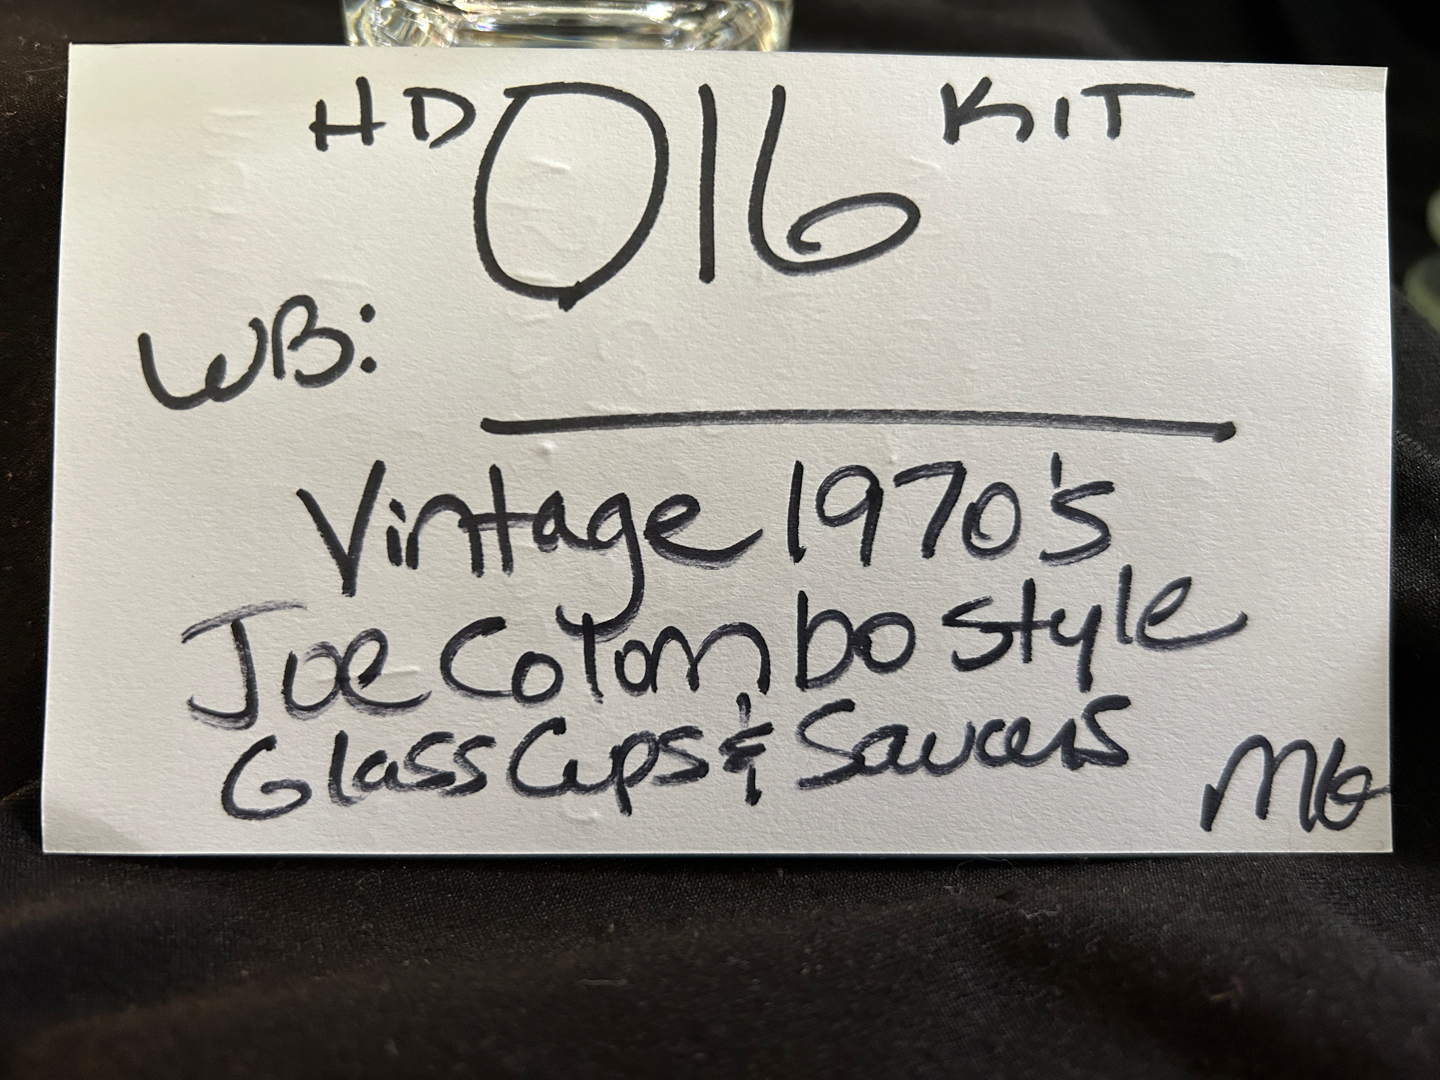 HD 016 KIT
WB:
Vintage 1970's
Joe Colombo style
Glass Cups & Saucers
MG